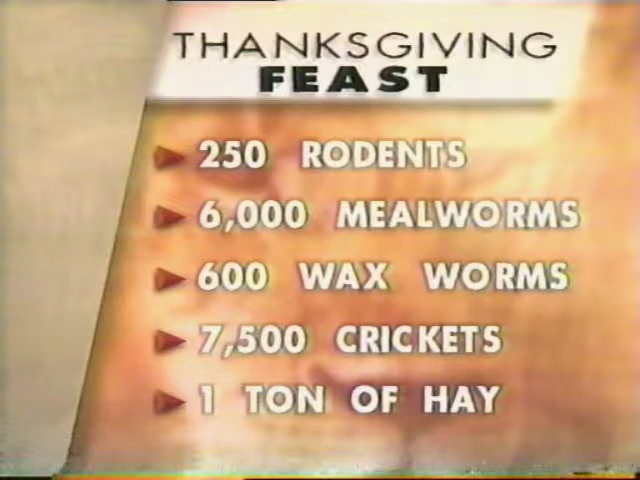 THANKSGIVING
FEAST
250 RODENTS
6,000 MEALWORMS
600 WAX WORMS
7,500 CRICKETS
1 TON OF HAY